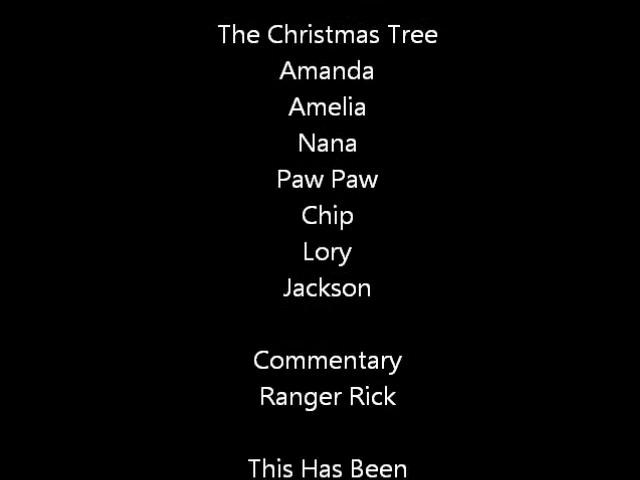 The Christmas Tree
Amanda
Amelia
Nana
Paw Paw
Chip
Lory
Jackson
Commentary
Ranger Rick
This Has Been